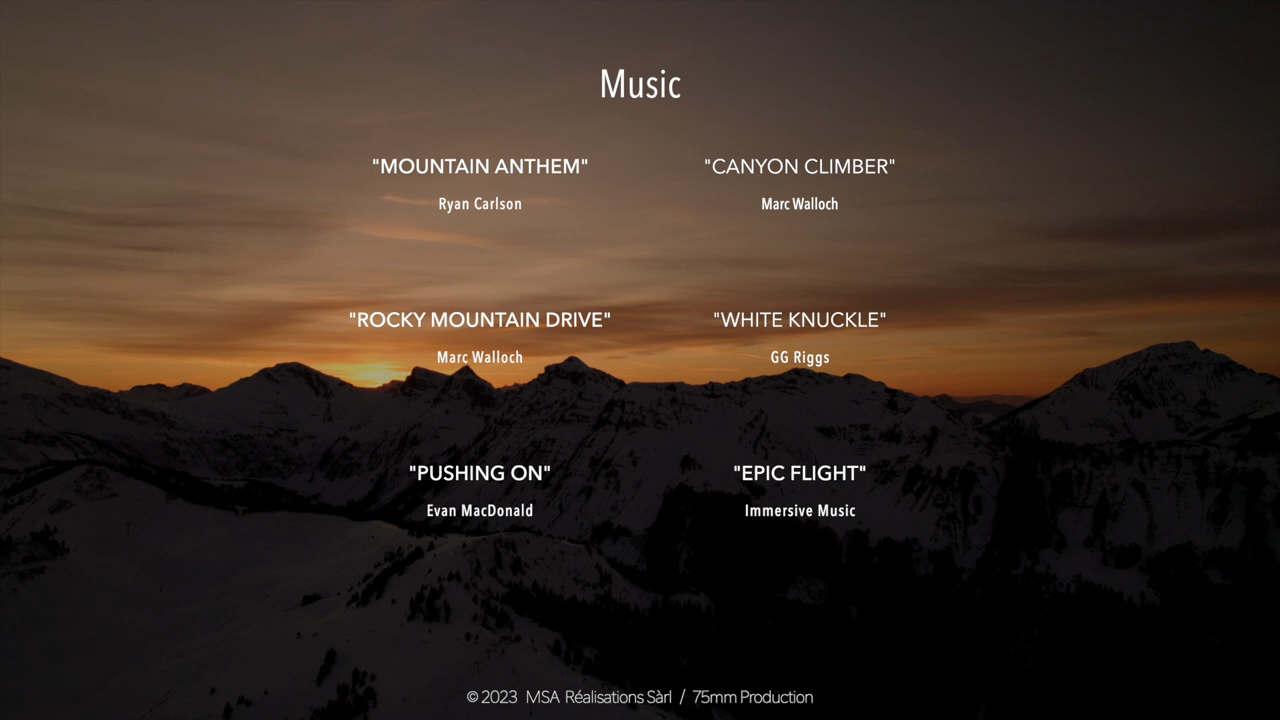 Music
"MOUNTAIN ANTHEM"
Ryan Carlson
"CANYON CLIMBER"
Marc Walloch
"ROCKY MOUNTAIN DRIVE"
Marc Walloch
"WHITE KNUCKLE"
GG Riggs
"PUSHING ON"
Evan MacDonald
"EPIC FLIGHT"
Immersive Music
© 2023 MSA Réalisations Sàrl / 75mm Production